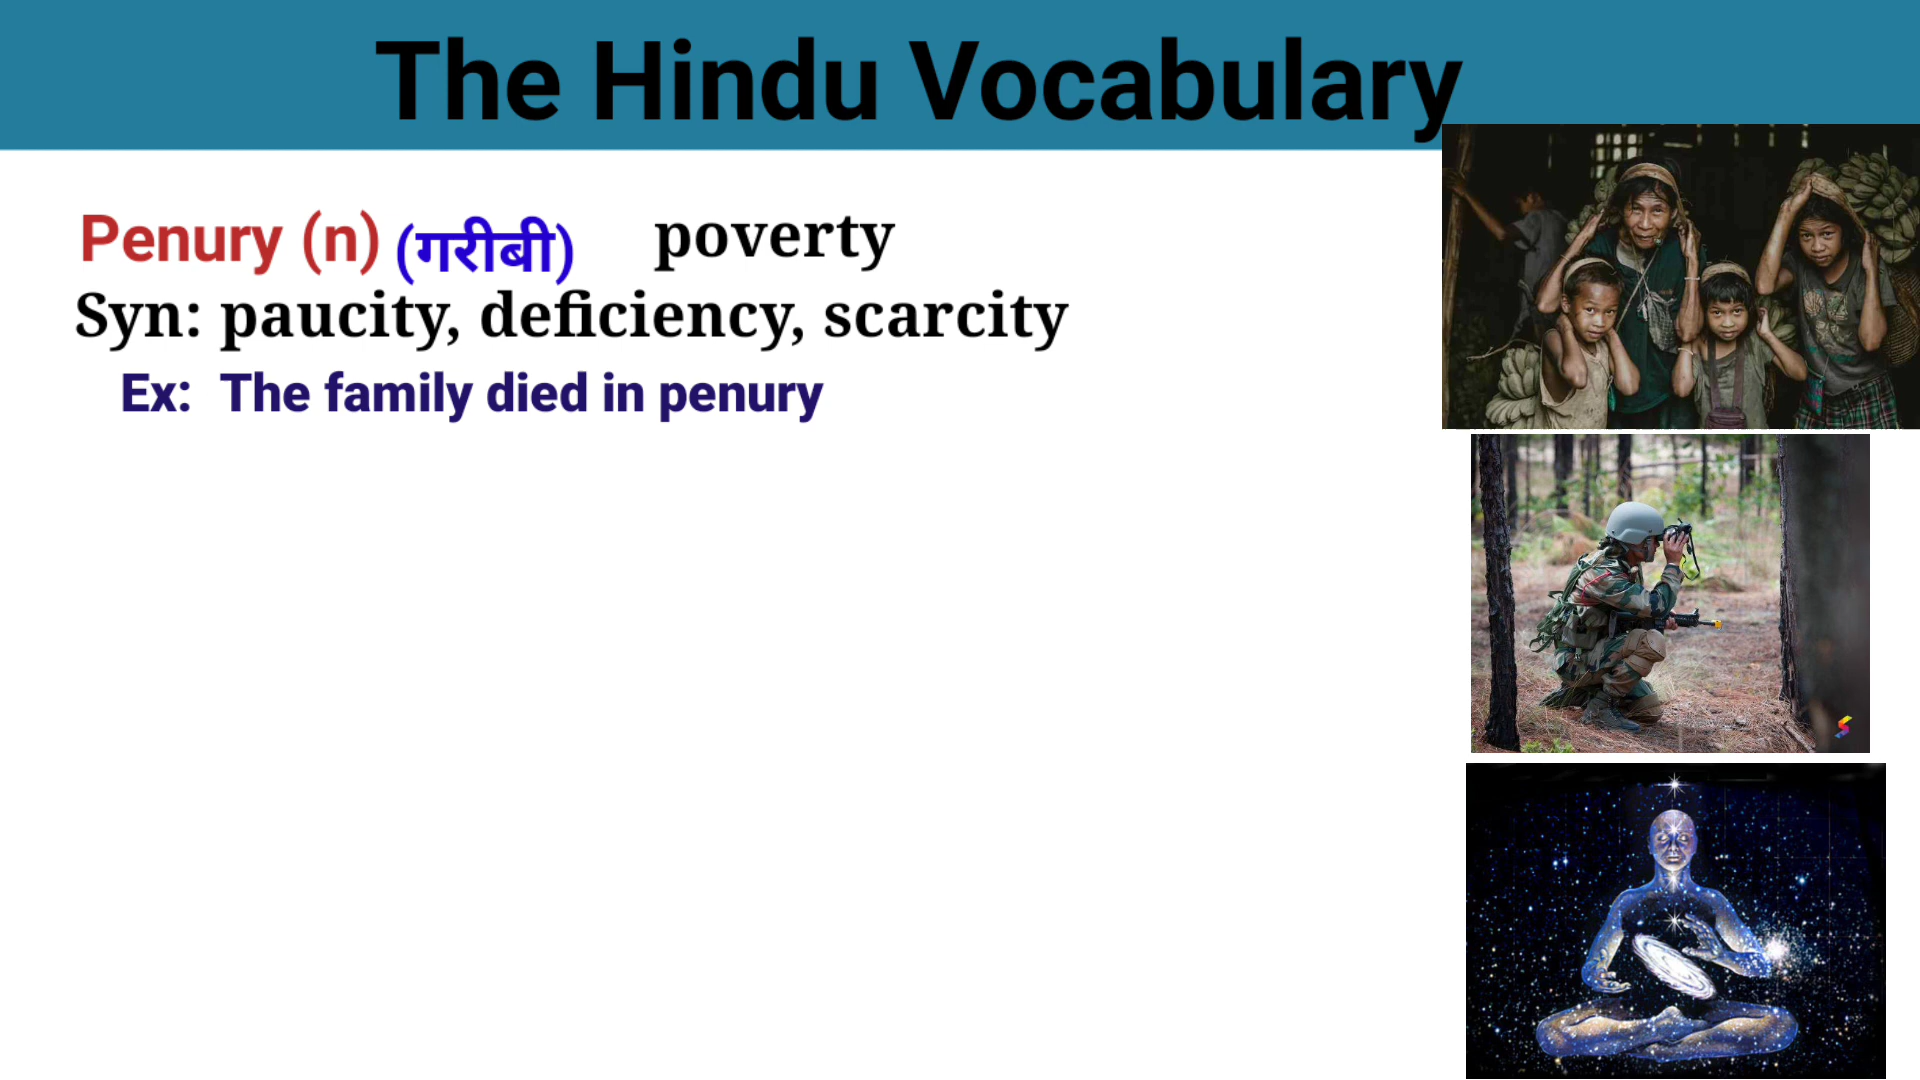 The Hindu Vocabulary
Penury (n) (गरीबी) poverty
Syn: paucity, deficiency, scarcity
Ex: The family died in penury